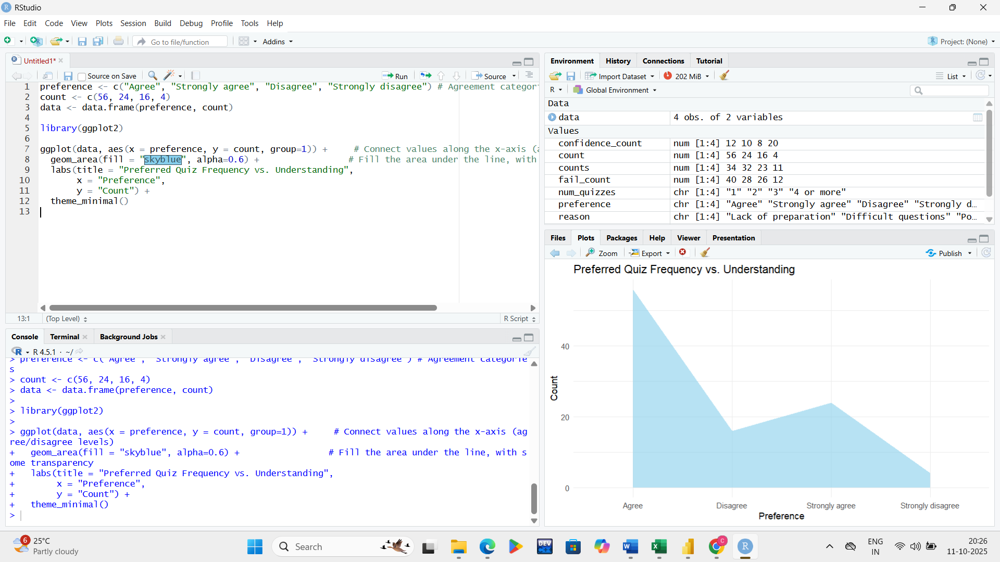 RStudio
File Edit Code View Plots Session Build Debug Profile Tools Help
Go to file/function Addins Project: (None)
Untitled1*
Source on Save Run Source
1 preference <- c("Agree", "Strongly agree", "Disagree", "Strongly disagree") # Agreement categor
2 count <- c(56, 24, 16, 4)
3 data <- data.frame(preference, count)
4
5 library(ggplot2)
6
7 ggplot(data, aes(x = preference, y = count, group=1)) + # Connect values along the x-axis (
8 geom_area(fill = "skyblue", alpha=0.6) + # Fill the area under the line, with
9 labs(title = "Preferred Quiz Frequency vs. Understanding",
10 x = "Preference",
11 y = "Count") +
12 theme_minimal()
13
13:1 (Top Level) R Script
Console Terminal Background Jobs
R 4.5.1 · ~/
> preference <- c("Agree", "Strongly agree", "Disagree", "Strongly disagree") # Agreement categorie
s
> count <- c(56, 24, 16, 4)
> data <- data.frame(preference, count)
>
> library(ggplot2)
>
> ggplot(data, aes(x = preference, y = count, group=1)) + # Connect values along the x-axis (ag
ree/disagree levels)
+ geom_area(fill = "skyblue", alpha=0.6) + # Fill the area under the line, with s
ome transparency
+ labs(title = "Preferred Quiz Frequency vs. Understanding",
+ x = "Preference",
+ y = "Count") +
+ theme_minimal()
>
Environment History Connections Tutorial
Import Dataset 202 MiB List
R Global Environment
Data
data 4 obs. of 2 variables
Values
confidence_count num [1:4] 12 10 8 20
count num [1:4] 56 24 16 4
counts num [1:4] 34 32 23 11
fail_count num [1:4] 40 28 26 12
num_quizzes chr [1:4] "1" "2" "3" "4 or more"
preference chr [1:4] "Agree" "Strongly agree" "Disagree" "Strongly d…
reason chr [1:4] "Lack of preparation" "Difficult questions" "Po…
Files Plots Packages Help Viewer Presentation
Zoom Export Publish
Preferred Quiz Frequency vs. Understanding
40
20
0
Count
Agree Disagree Strongly agree Strongly disagree
Preference
6 25°C
Partly cloudy
Search
DEV C++
ENG
IN
20:26
11-10-2025